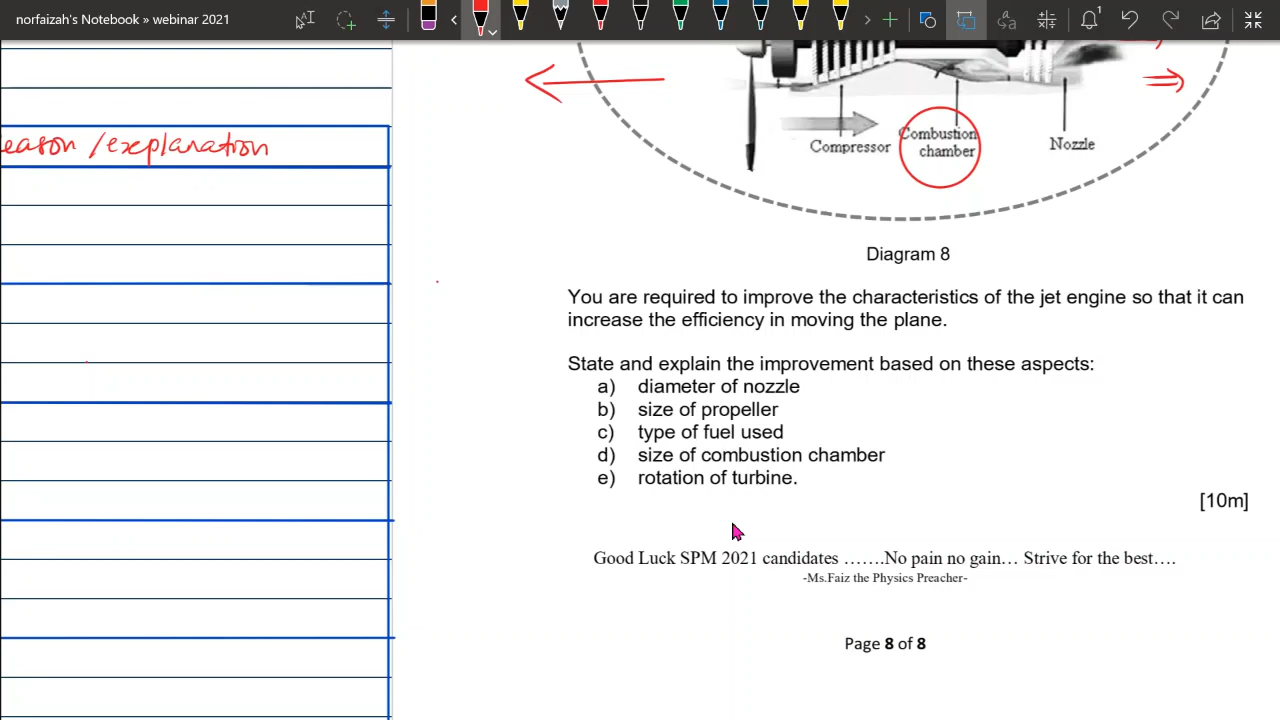 norfaizah's Notebook » webinar 2021
eason /explanation
Compressor
Combustion
chamber
Nozzle
Diagram 8
You are required to improve the characteristics of the jet engine so that it can
increase the efficiency in moving the plane.
State and explain the improvement based on these aspects:
a) diameter of nozzle
b) size of propeller
c) type of fuel used
d) size of combustion chamber
e) rotation of turbine.
[10m]
Good Luck SPM 2021 candidates …….No pain no gain… Strive for the best….
-Ms.Faiz the Physics Preacher-
Page 8 of 8